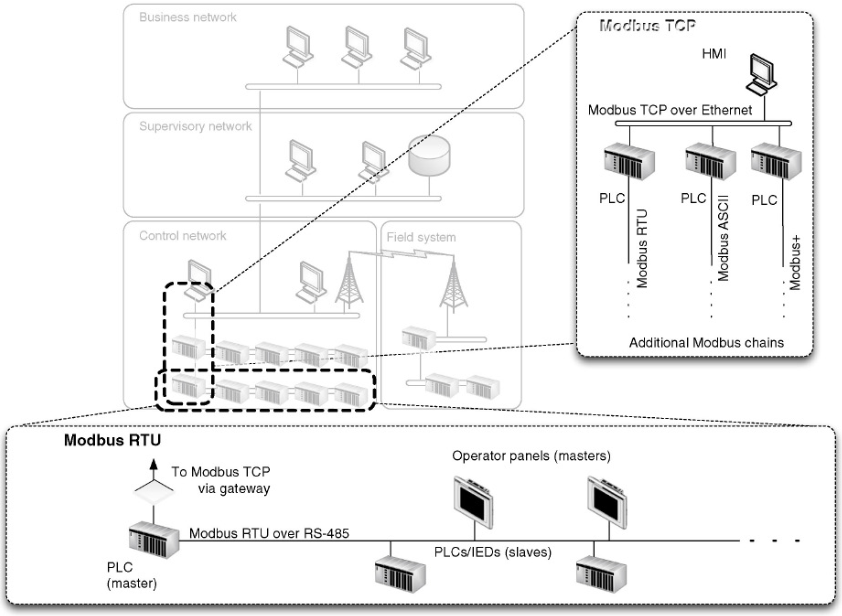 Business network
Supervisory network
Control network
Field system
Modbus TCP
HMI
Modbus TCP over Ethernet
PLC
PLC
PLC
Modbus RTU
Modbus ASCII
Modbus+
Additional Modbus chains
Modbus RTU
To Modbus TCP
via gateway
Modbus RTU over RS-485
PLC
(master)
Operator panels (masters)
PLCs/IEDs (slaves)